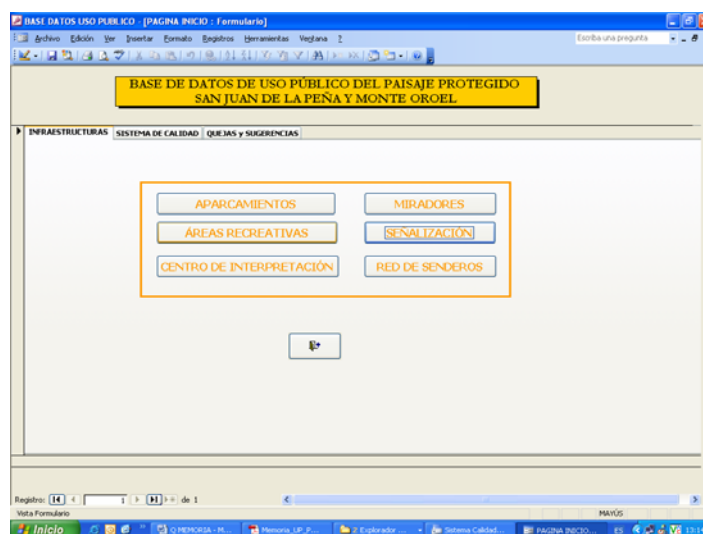 BASE DATOS USO PUBLICO - [PAGINA INICIO : Formulario]
Archivo Edición Ver Insertar Formato Registros Herramientas Ventana ?
Escriba una pregunta
BASE DE DATOS DE USO PÚBLICO DEL PAISAJE PROTEGIDO
SAN JUAN DE LA PEÑA Y MONTE OROEL
INFRAESTRUCTURAS SISTEMA DE CALIDAD QUEJAS y SUGERENCIAS
APARCAMIENTOS MIRADORES
ÁREAS RECREATIVAS SEÑALIZACIÓN
CENTRO DE INTERPRETACIÓN RED DE SENDEROS
Registro: 1 de 1
Vista Formulario MAYÚS
Inicio Q MEMORIA - M... Memoria_UP_P... 2 Explorador ... Sistema Calidad... PAGINA INICIO... ES 13:14